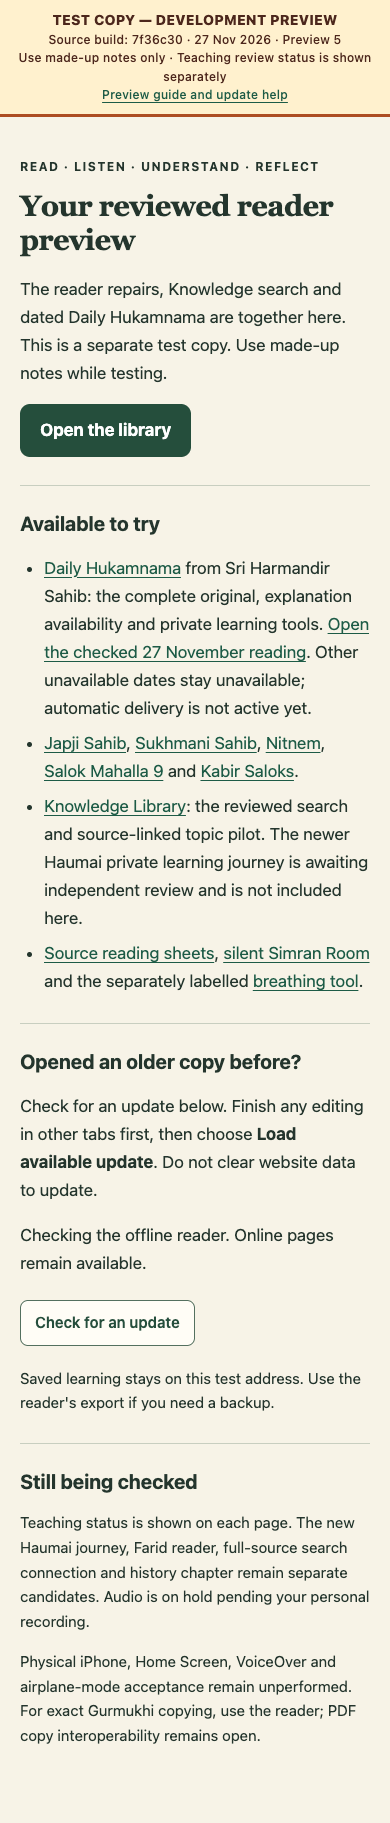 TEST COPY — DEVELOPMENT PREVIEW
Source build: 7f36c30 · 27 Nov 2026 · Preview 5
Use made-up notes only · Teaching review status is shown
separately
Preview guide and update help
READ · LISTEN · UNDERSTAND · REFLECT
Your reviewed reader
preview
The reader repairs, Knowledge search and
dated Daily Hukamnama are together here.
This is a separate test copy. Use made-up
notes while testing.
Open the library
Available to try
• Daily Hukamnama from Sri Harmandir
Sahib: the complete original, explanation
availability and private learning tools. Open
the checked 27 November reading. Other
unavailable dates stay unavailable;
automatic delivery is not active yet.
• Japji Sahib, Sukhmani Sahib, Nitnem,
Salok Mahalla 9 and Kabir Saloks.
• Knowledge Library: the reviewed search
and source-linked topic pilot. The newer
Haumai private learning journey is awaiting
independent review and is not included
here.
• Source reading sheets, silent Simran Room
and the separately labelled breathing tool.
Opened an older copy before?
Check for an update below. Finish any editing
in other tabs first, then choose Load
available update. Do not clear website data
to update.
Checking the offline reader. Online pages
remain available.
Check for an update
Saved learning stays on this test address. Use the
reader's export if you need a backup.
Still being checked
Teaching status is shown on each page. The new
Haumai journey, Farid reader, full-source search
connection and history chapter remain separate
candidates. Audio is on hold pending your personal
recording.
Physical iPhone, Home Screen, VoiceOver and
airplane-mode acceptance remain unperformed.
For exact Gurmukhi copying, use the reader; PDF
copy interoperability remains open.